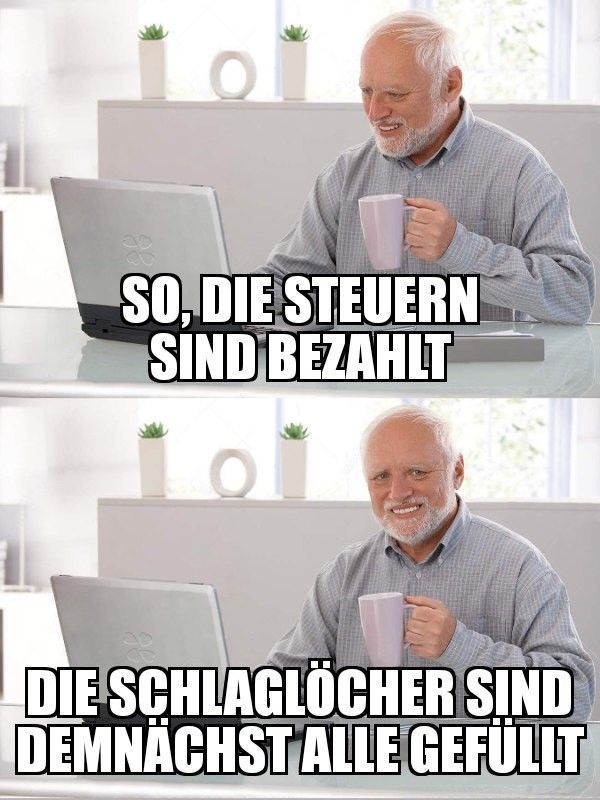 SO, DIE STEUERN
SIND BEZAHLT
DIE SCHLAGLÖCHER SIND
DEMNÄCHST ALLE GEFÜLLT